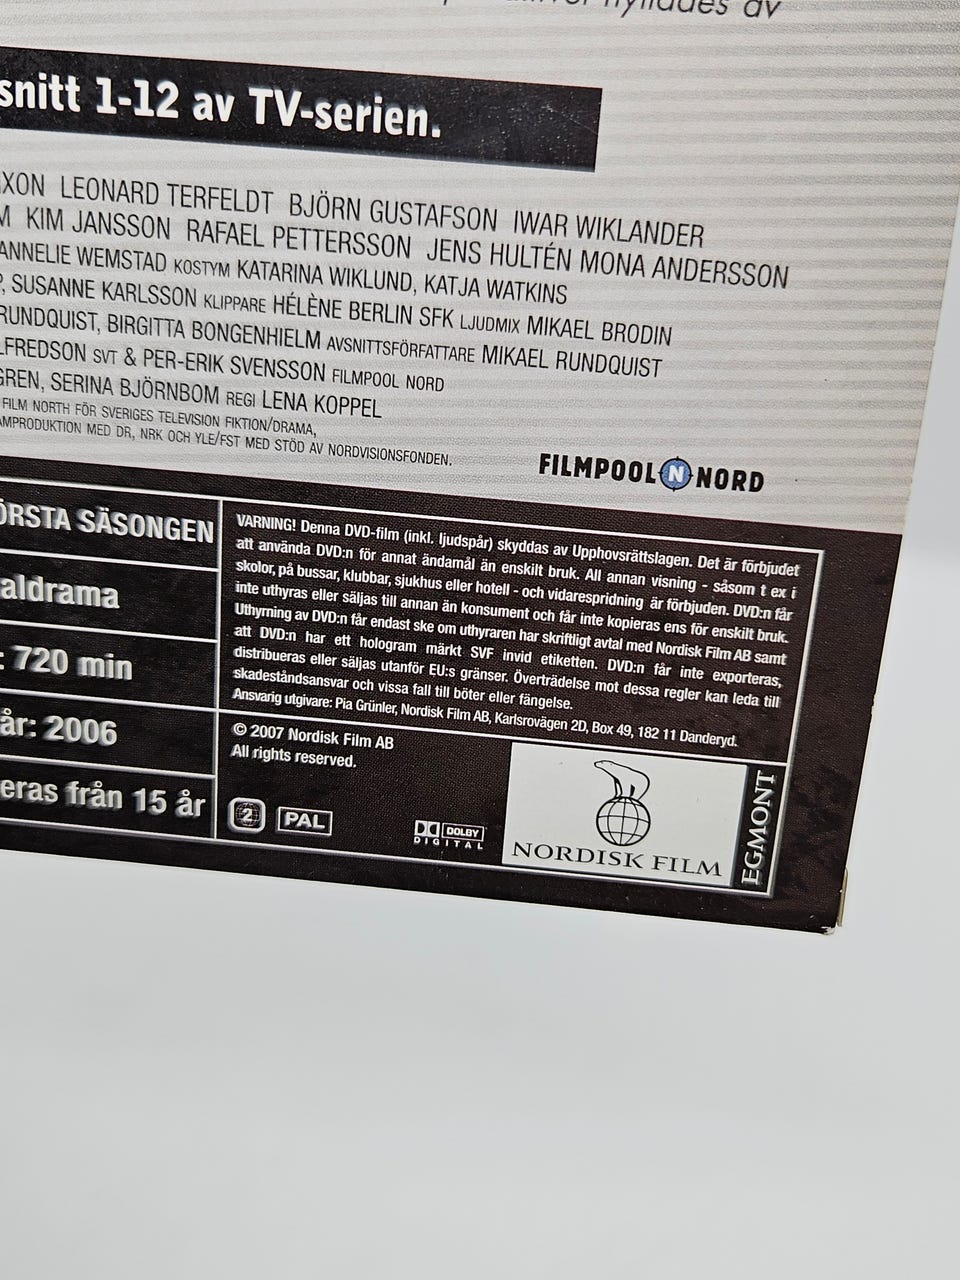 hyllades av
snitt 1-12 av TV-serien.
XON LEONARD TERFELDT BJÖRN GUSTAFSON IWAR WIKLANDER
M KIM JANSSON RAFAEL PETTERSSON JENS HULTÉN MONA ANDERSSON
ANNELIE WEMSTAD KOSTYM KATARINA WIKLUND, KATJA WATKINS
P, SUSANNE KARLSSON KLIPPARE HÉLÈNE BERLIN SFK LJUDMIX MIKAEL BRODIN
RUNDQUIST, BIRGITTA BONGENHIELM AVSNITTSFÖRFATTARE MIKAEL RUNDQUIST
LFREDSON SVT & PER-ERIK SVENSSON FILMPOOL NORD
GREN, SERINA BJÖRNBOM REGI LENA KOPPEL
FILM NORTH FÖR SVERIGES TELEVISION FIKTION/DRAMA,
AMPRODUKTION MED DR, NRK OCH YLE/FST MED STÖD AV NORDVISIONSFONDEN.
FILMPOOL N NORD
ÖRSTA SÄSONGEN
aldrama
: 720 min
år: 2006
eras från 15 år
VARNING! Denna DVD-film (inkl. ljudspår) skyddas av Upphovsrättslagen. Det är förbjudet
att använda DVD:n för annat ändamål än enskilt bruk. All annan visning - såsom t ex i
skolor, på bussar, klubbar, sjukhus eller hotell - och vidarespridning är förbjuden. DVD:n får
inte uthyras eller säljas till annan än konsument och får inte kopieras ens för enskilt bruk.
Uthyrning av DVD:n får endast ske om uthyraren har skriftligt avtal med Nordisk Film AB samt
att DVD:n har ett hologram märkt SVF invid etiketten. DVD:n får inte exporteras,
distribueras eller säljas utanför EU:s gränser. Överträdelse mot dessa regler kan leda till
skadeståndsansvar och vissa fall till böter eller fängelse.
Ansvarig utgivare: Pia Grünler, Nordisk Film AB, Karlsrovägen 2D, Box 49, 182 11 Danderyd.
© 2007 Nordisk Film AB
All rights reserved.
2 PAL
DOLBY
DIGITAL
NORDISK FILM
EGMONT